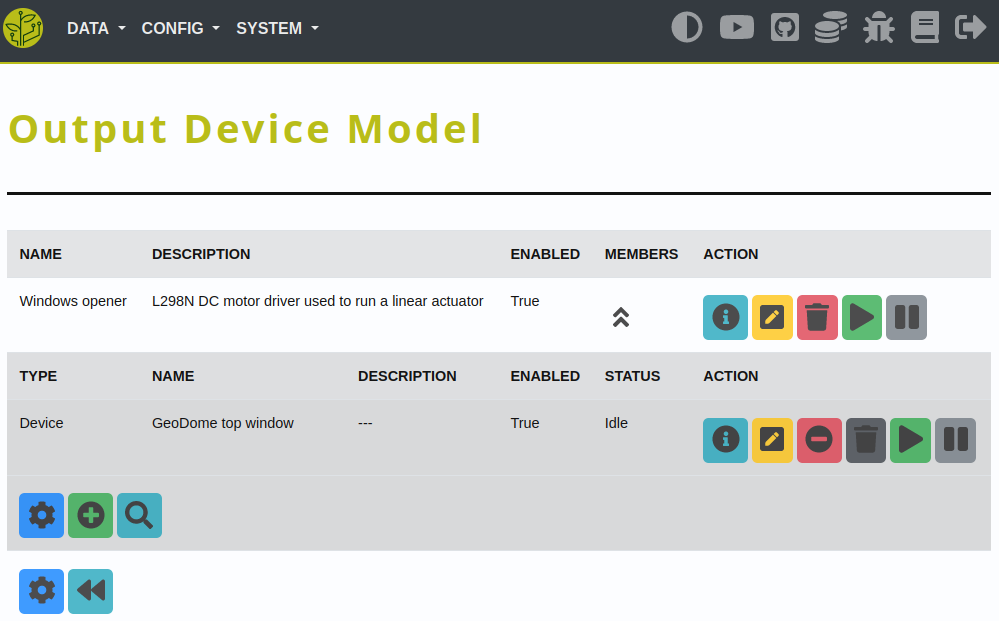 DATA CONFIG SYSTEM
Output Device Model
NAME DESCRIPTION ENABLED MEMBERS ACTION
Windows opener L298N DC motor driver used to run a linear actuator True
TYPE NAME DESCRIPTION ENABLED STATUS ACTION
Device GeoDome top window --- True Idle